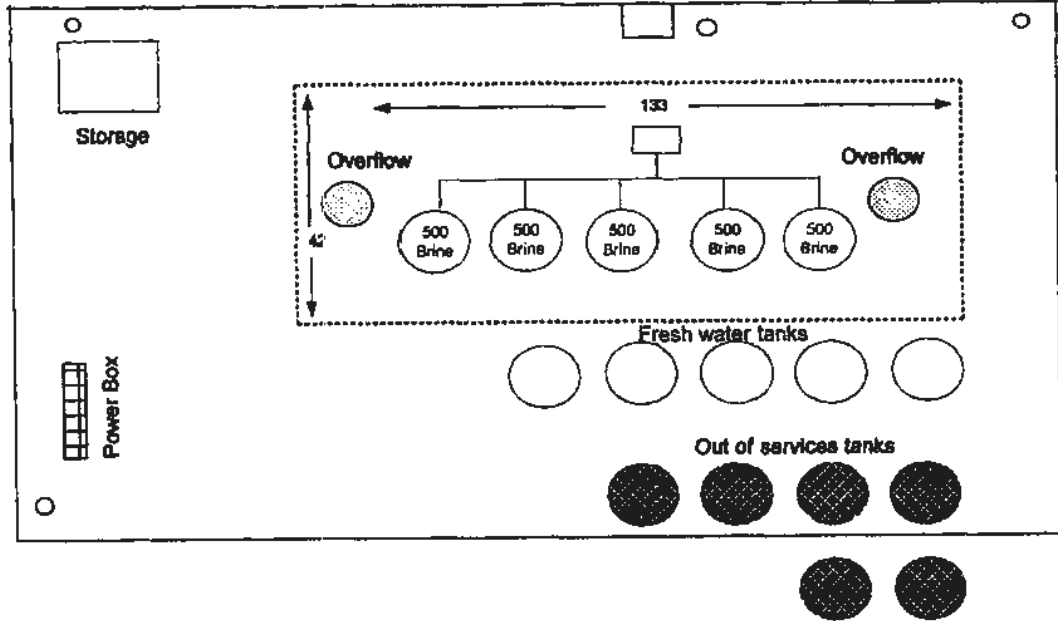 133
Storage
Overflow
Overflow
42
500
Brine
500
Brine
500
Brine
500
Brine
500
Brine
Fresh water tanks
Power Box
Out of services tanks